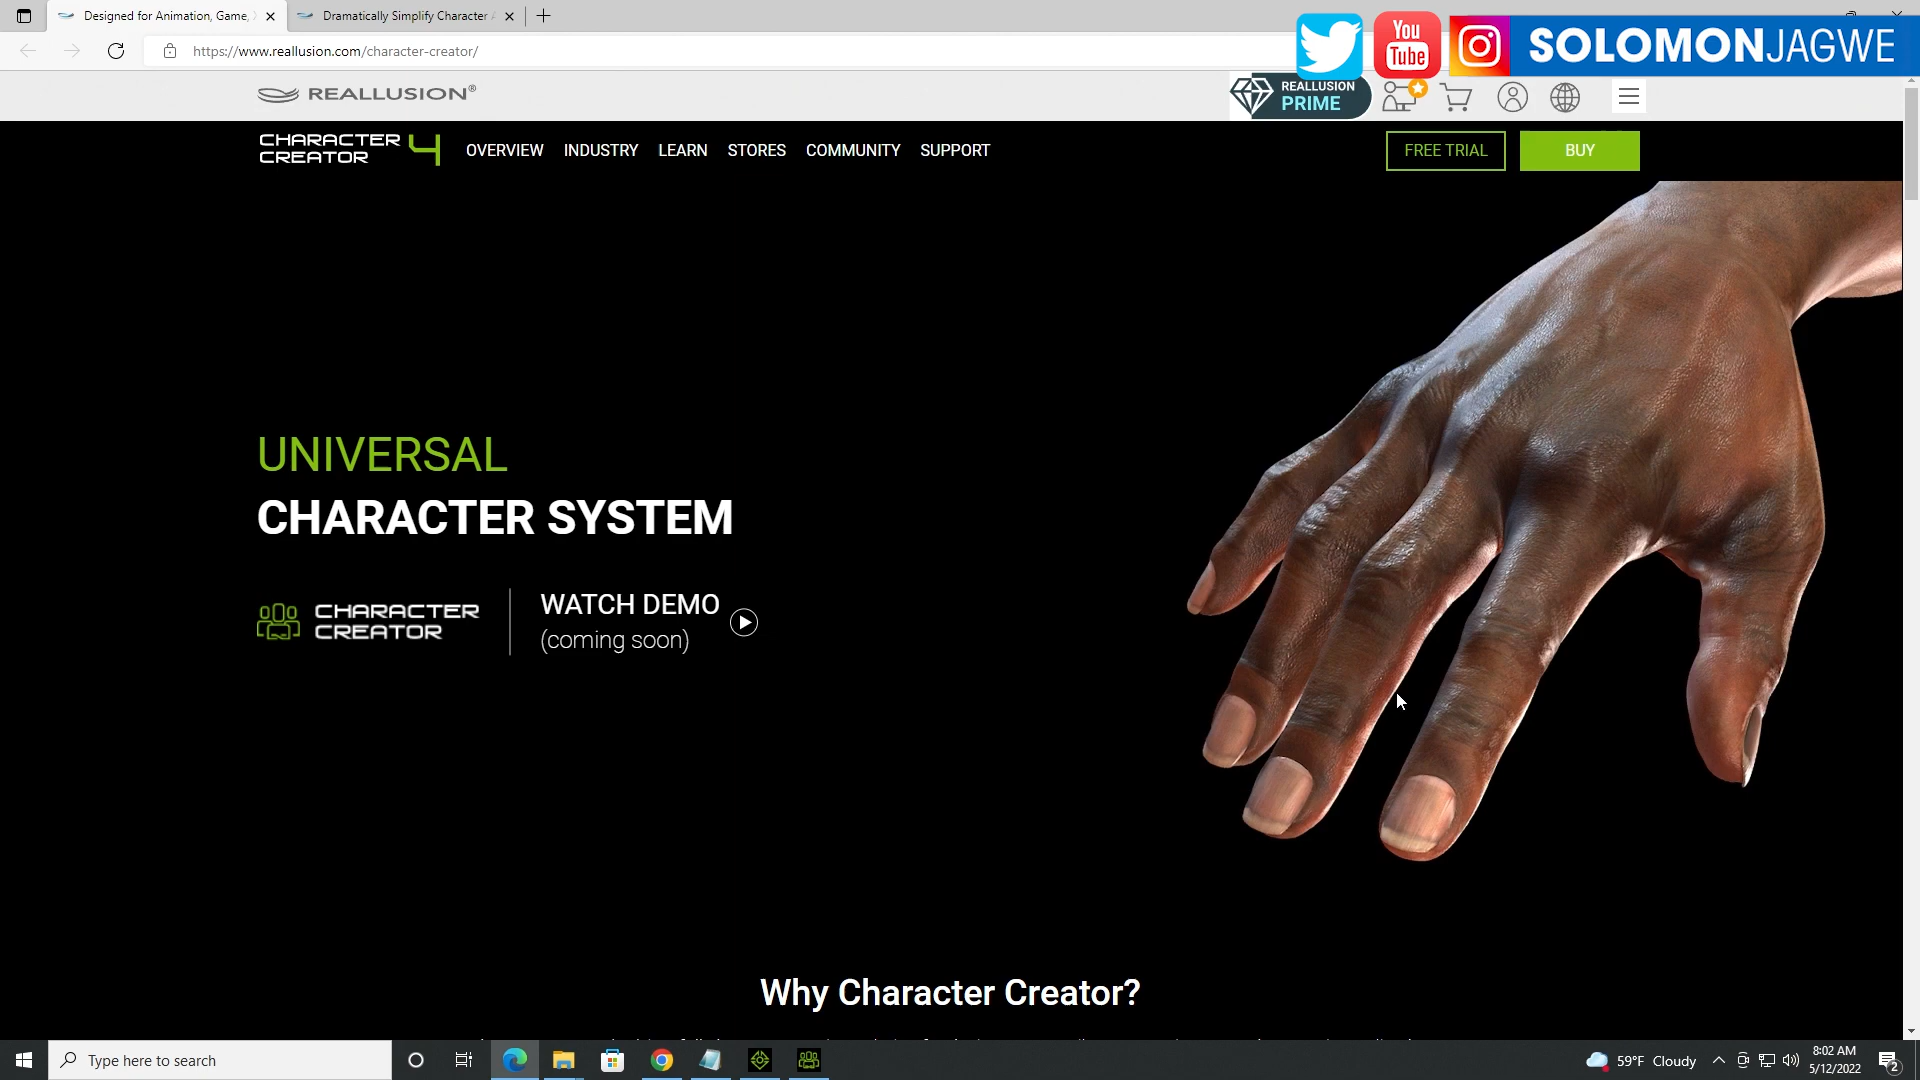 Designed for Animation, Game,
Dramatically Simplify Character
https://www.reallusion.com/character-creator/
You
Tube
SOLOMONJAGWE
REALLUSION®
REALLUSION
PRIME
CHARACTER
CREATOR 4
OVERVIEW INDUSTRY LEARN STORES COMMUNITY SUPPORT
FREE TRIAL
BUY
UNIVERSAL
CHARACTER SYSTEM
CHARACTER
CREATOR
WATCH DEMO
(coming soon)
Why Character Creator?
Type here to search
59°F Cloudy
8:02 AM
5/12/2022
2